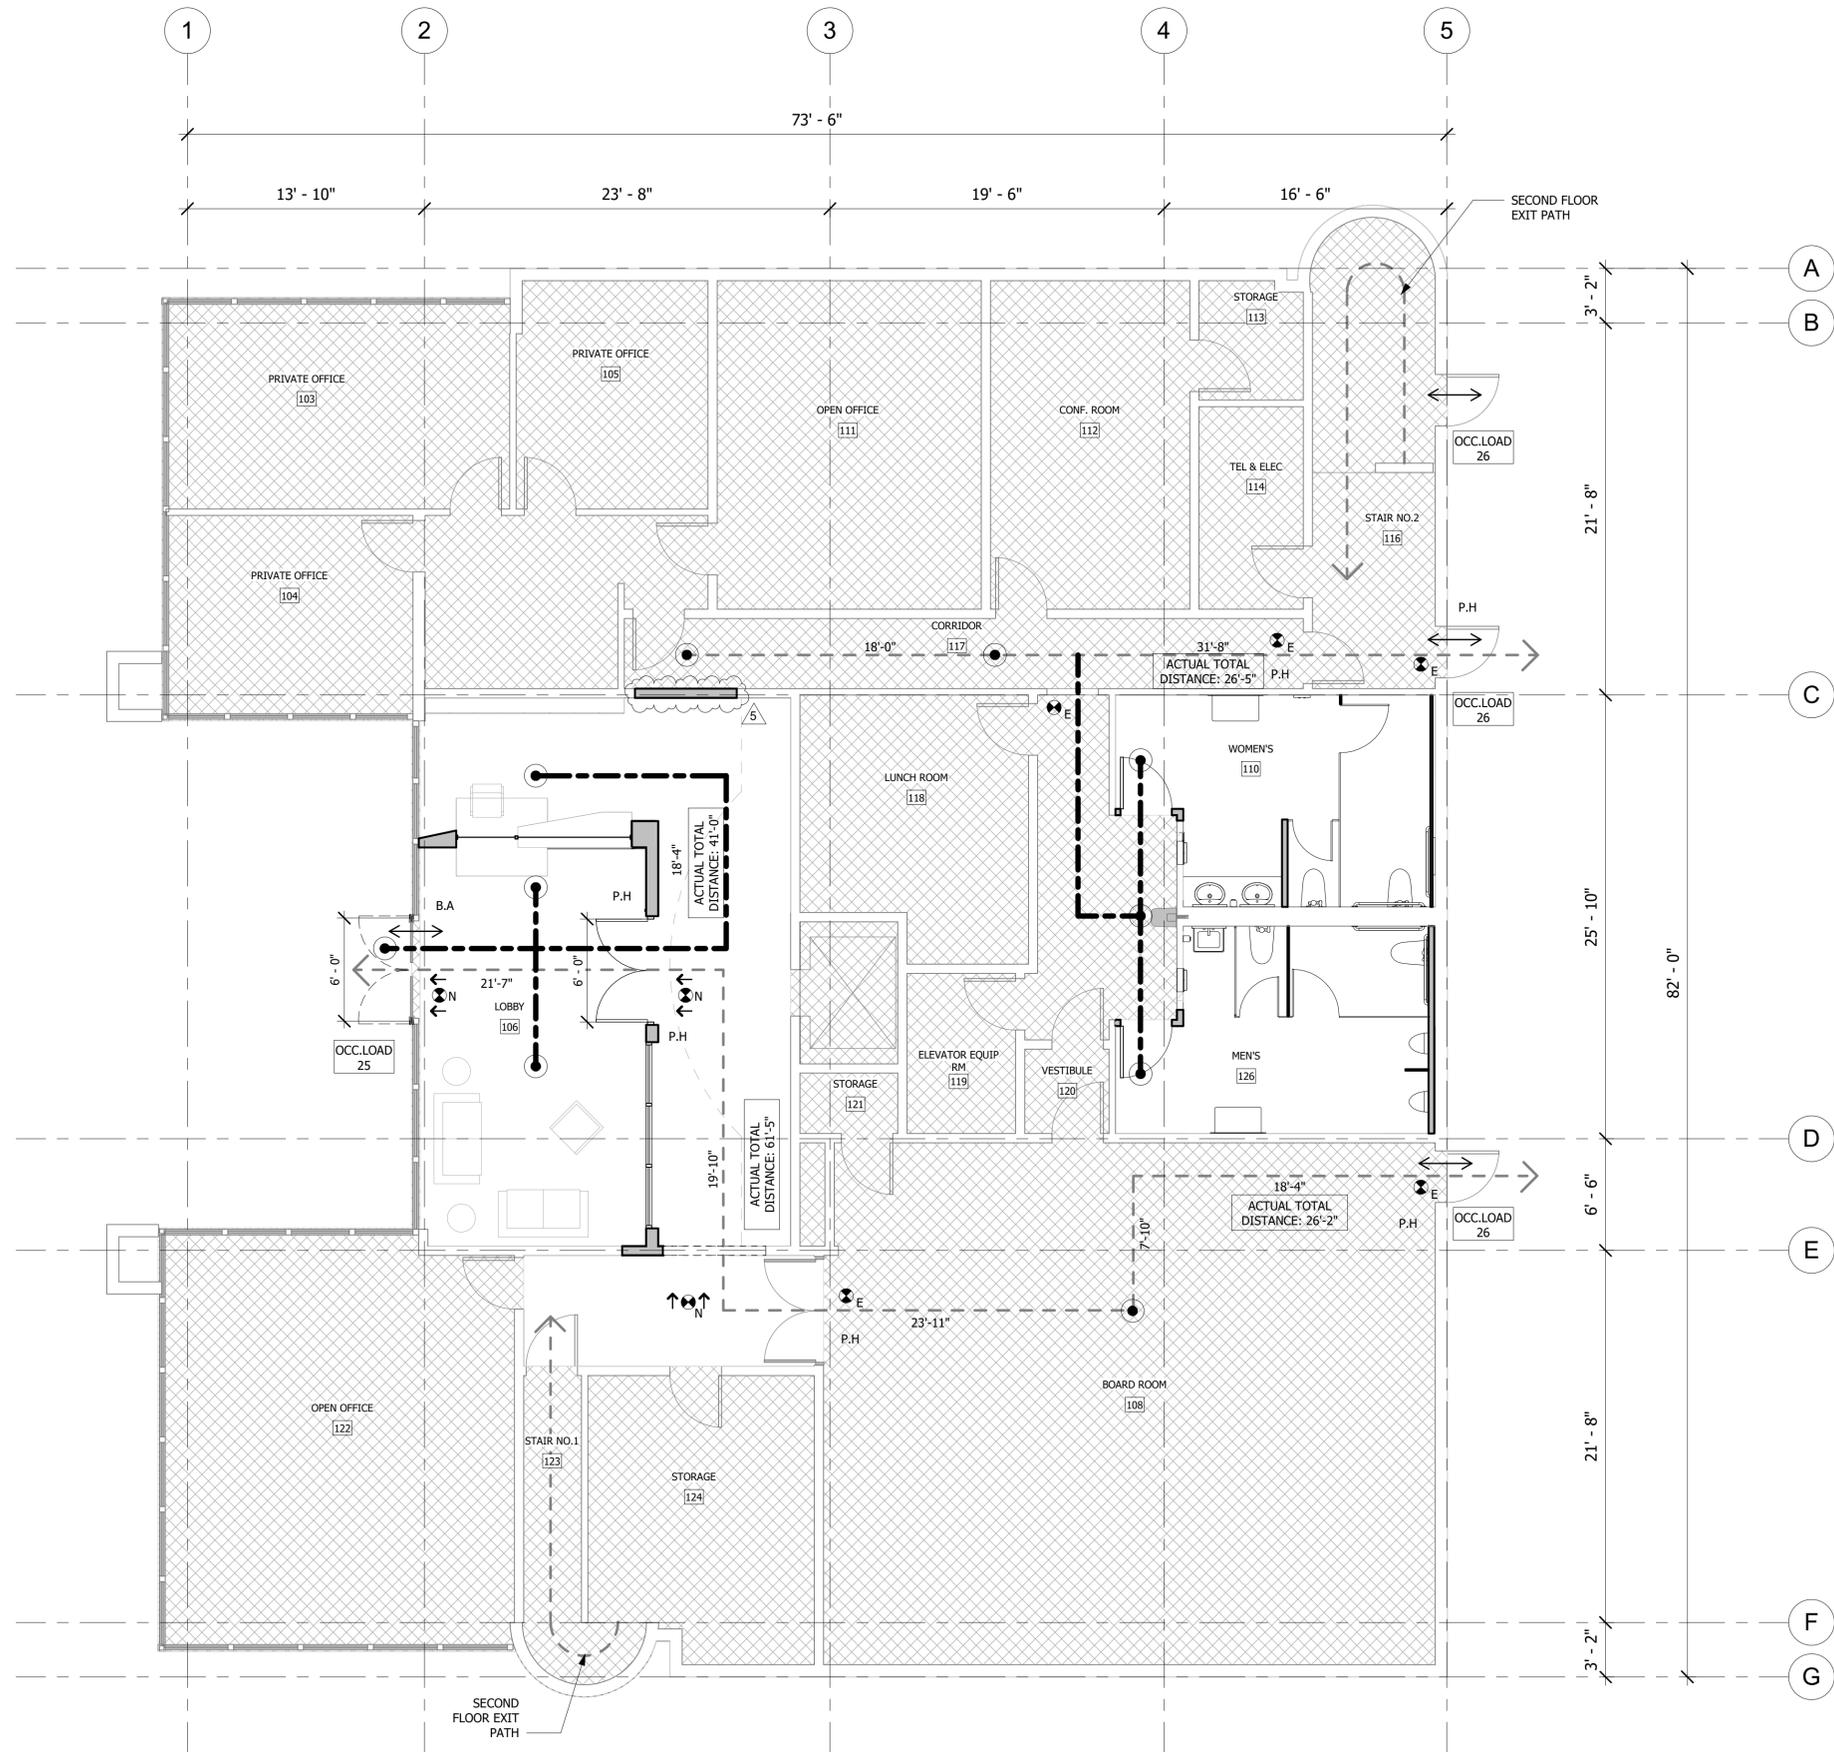 1
2
3
4
5
73' - 6"
13' - 10"
23' - 8"
19' - 6"
16' - 6"
SECOND FLOOR
EXIT PATH
A
3' - 2"
B
STORAGE
113
PRIVATE OFFICE
105
PRIVATE OFFICE
103
OPEN OFFICE
111
CONF. ROOM
112
OCC.LOAD
26
TEL & ELEC
114
21' - 8"
STAIR NO.2
116
PRIVATE OFFICE
104
P.H
CORRIDOR
117
18'-0"
31'-8"
E
E
ACTUAL TOTAL
DISTANCE: 26'-5"
P.H
C
OCC.LOAD
26
5
E
WOMEN'S
110
LUNCH ROOM
118
ACTUAL TOTAL
DISTANCE: 41'-0"
18'-4"
P.H
B.A
25' - 10"
6' - 0"
6' - 0"
21'-7"
N
N
82' - 0"
LOBBY
106
P.H
OCC.LOAD
25
ELEVATOR EQUIP
RM
119
MEN'S
126
VESTIBULE
120
STORAGE
121
D
ACTUAL TOTAL
DISTANCE: 61'-5"
19'-10"
18'-4"
E
ACTUAL TOTAL
DISTANCE: 26'-2"
P.H
OCC.LOAD
26
6' - 6"
7'-10"
E
N
E
23'-11"
P.H
BOARD ROOM
108
OPEN OFFICE
122
STAIR NO.1
123
21' - 8"
STORAGE
124
F
3' - 2"
G
SECOND
FLOOR EXIT
PATH